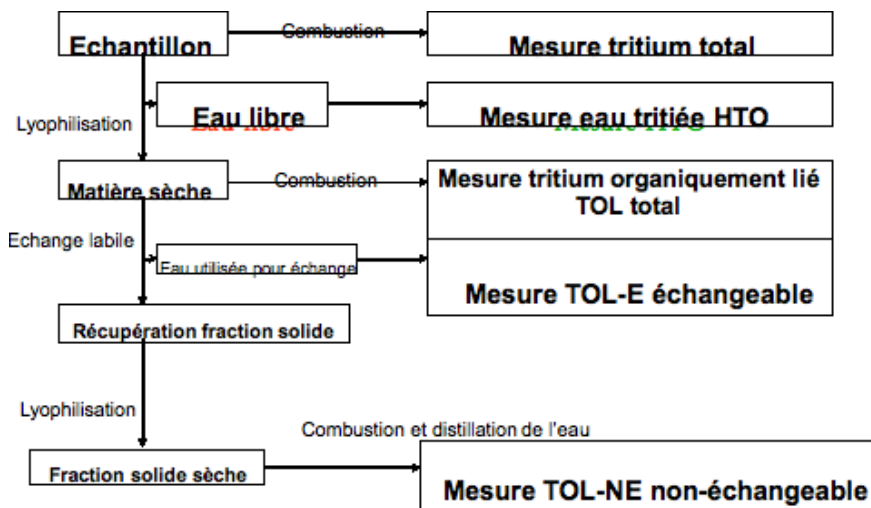 Echantillon
Combustion
Mesure tritium total
Lyophilisation
Eau libre
Mesure eau tritiée HTO
Matière sèche
Combustion
Mesure tritium organiquement lié
TOL total
Echange labile
Eau utilisée pour échange
Mesure TOL-E échangeable
Récupération fraction solide
Lyophilisation
Combustion et distillation de l'eau
Fraction solide sèche
Mesure TOL-NE non-échangeable